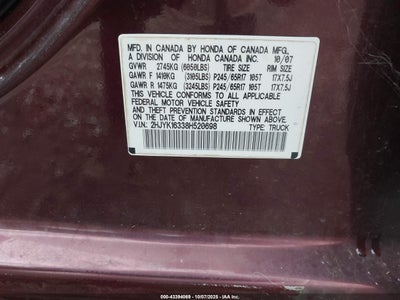 MFD. IN CANADA BY HONDA OF CANADA MFG.,
A DIVISION OF HONDA CANADA INC. 10/07
GVWR 2745KG (6050LBS) TIRE SIZE RIM SIZE
GAWR F 1410KG (3105LBS) P245/65R17 105T 17X7.5J
GAWR R 1475KG (3245LBS) P245/65R17 105T 17X7.5J
THIS VEHICLE CONFORMS TO ALL APPLICABLE
FEDERAL MOTOR VEHICLE SAFETY STANDARDS IN EFFECT
ON THE DATE OF MANUFACTURE SHOWN ABOVE.
V.I.N: 2HJYK16338H520698 TYPE: TRUCK
000-43394069 - 10/07/2025 - IAA Inc.